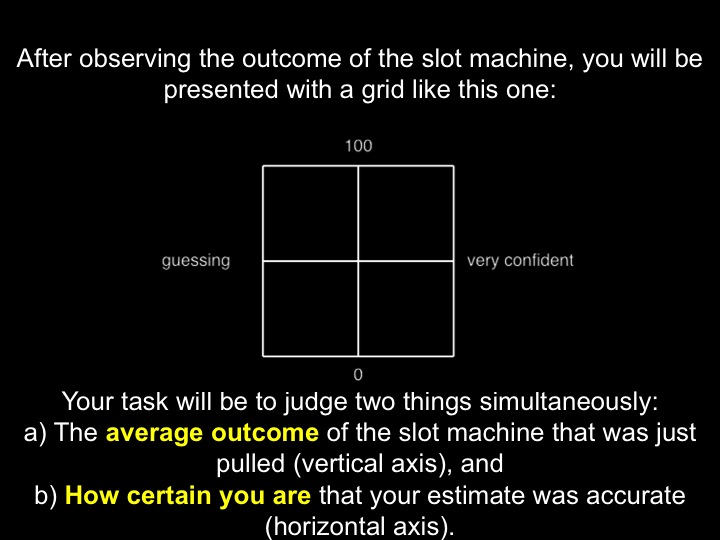 After observing the outcome of the slot machine, you will be
presented with a grid like this one:
100
guessing
very confident
0
Your task will be to judge two things simultaneously:
a) The average outcome of the slot machine that was just
pulled (vertical axis), and
b) How certain you are that your estimate was accurate
(horizontal axis).